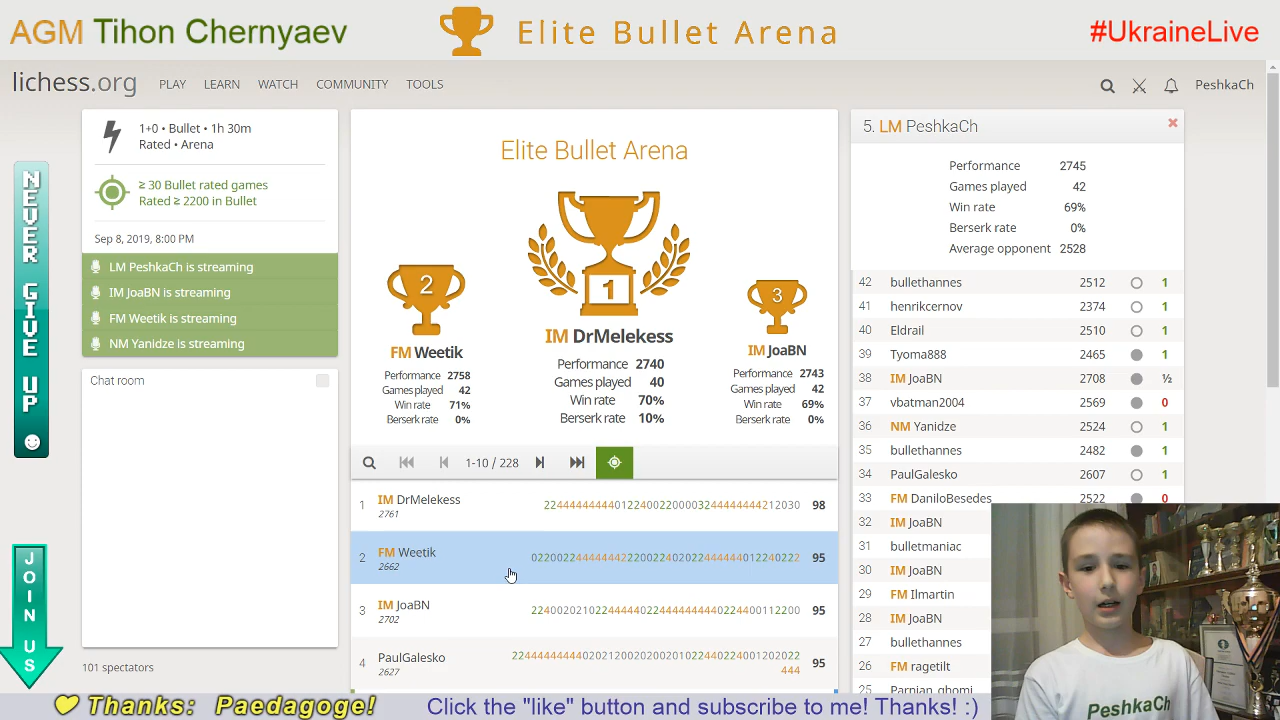 AGM Tihon Chernyaev
Elite Bullet Arena
#UkraineLive
lichess.org PLAY LEARN WATCH COMMUNITY TOOLS PeshkaCh
NEVER GIVE UP
JOIN US
1+0 • Bullet • 1h 30m
Rated • Arena
≥ 30 Bullet rated games
Rated ≥ 2200 in Bullet
Sep 8, 2019, 8:00 PM
LM PeshkaCh is streaming
IM JoaBN is streaming
FM Weetik is streaming
NM Yanidze is streaming
Chat room
101 spectators
Elite Bullet Arena
2
FM Weetik
Performance 2758
Games played 42
Win rate 71%
Berserk rate 0%
1
IM DrMelekess
Performance 2740
Games played 40
Win rate 70%
Berserk rate 10%
3
IM JoaBN
Performance 2743
Games played 42
Win rate 69%
Berserk rate 0%
1-10 / 228
1 IM DrMelekess 98
2761
2 FM Weetik 95
2662
3 IM JoaBN 95
2702
4 PaulGalesko 95
2627
444
5. LM PeshkaCh
Performance 2745
Games played 42
Win rate 69%
Berserk rate 0%
Average opponent 2528
42 bullethannes 2512 1
41 henrikcernov 2374 1
40 Eldrail 2510 1
39 Tyoma888 2465 1
38 IM JoaBN 2708 ½
37 vbatman2004 2569 0
36 NM Yanidze 2524 1
35 bullethannes 2482 1
34 PaulGalesko 2607 1
33 FM DaniloBesedes 2522 0
32 IM JoaBN
31 bulletmaniac
30 IM JoaBN
29 FM Ilmartin
28 IM JoaBN
27 bullethannes
26 FM ragetilt
25 Parnian_ghomi
PeshkaCh
Thanks: Paedagoge!
Click the "like" button and subscribe to me! Thanks! :)